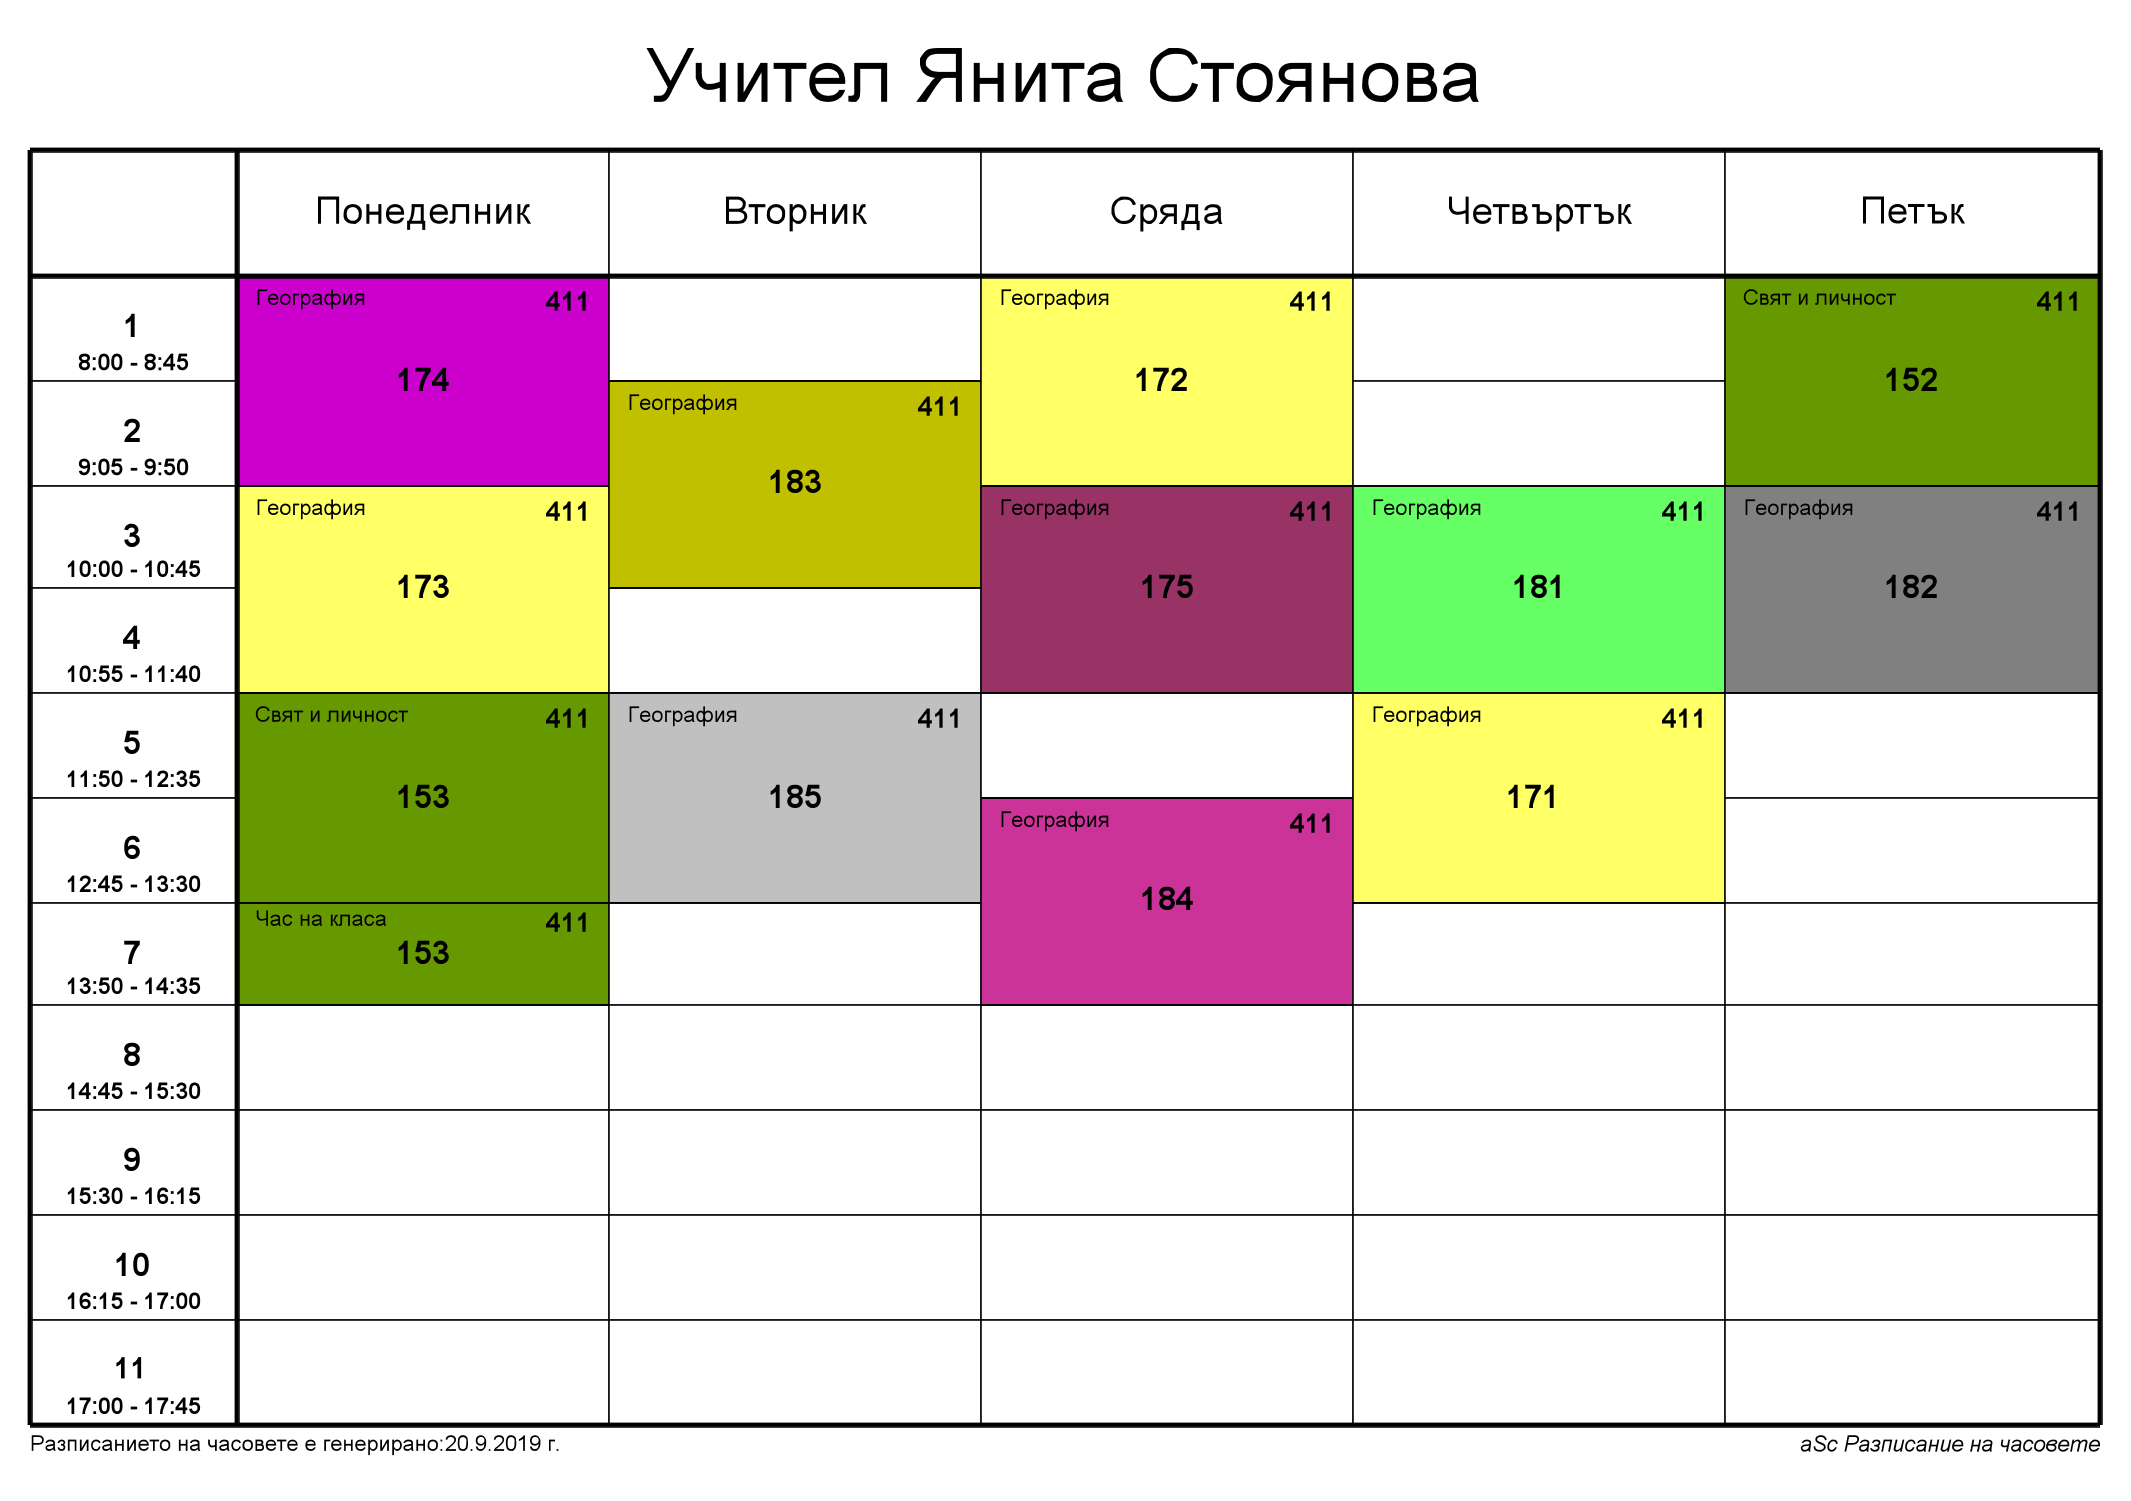 Учител Янита Стоянова
Понеделник Вторник Сряда Четвъртък Петък
1
8:00 - 8:45
География 411
174
География 411
172
Свят и личност 411
152
2
9:05 - 9:50
География 411
183
3
10:00 - 10:45
География 411
173
География 411
175
География 411
181
География 411
182
4
10:55 - 11:40
5
11:50 - 12:35
Свят и личност 411
153
География 411
185
География 411
171
6
12:45 - 13:30
География 411
184
7
13:50 - 14:35
Час на класа 411
153
8
14:45 - 15:30
9
15:30 - 16:15
10
16:15 - 17:00
11
17:00 - 17:45
Разписанието на часовете е генерирано:20.9.2019 г.
aSc Разписание на часовете